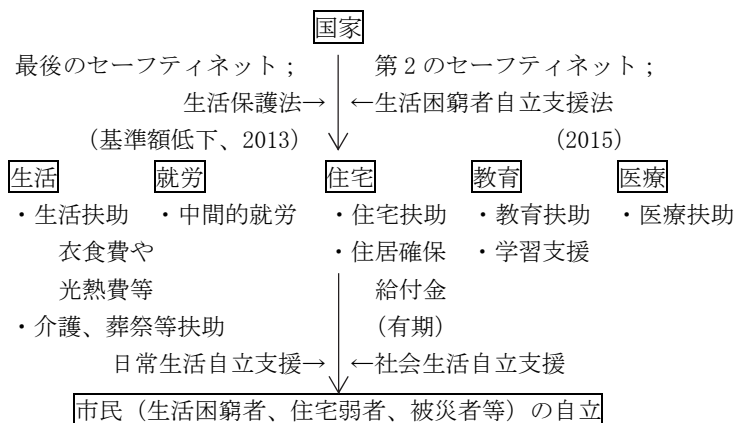 国家
最後のセーフティネット； 第2のセーフティネット；
生活保護法→ ←生活困窮者自立支援法
（基準額低下、2013） （2015）
生活 就労 住宅 教育 医療
・生活扶助 ・中間的就労 ・住宅扶助 ・教育扶助 ・医療扶助
衣食費や ・住居確保 ・学習支援
光熱費等 給付金
・介護、葬祭等扶助 （有期）
日常生活自立支援→ ←社会生活自立支援
市民（生活困窮者、住宅弱者、被災者等）の自立